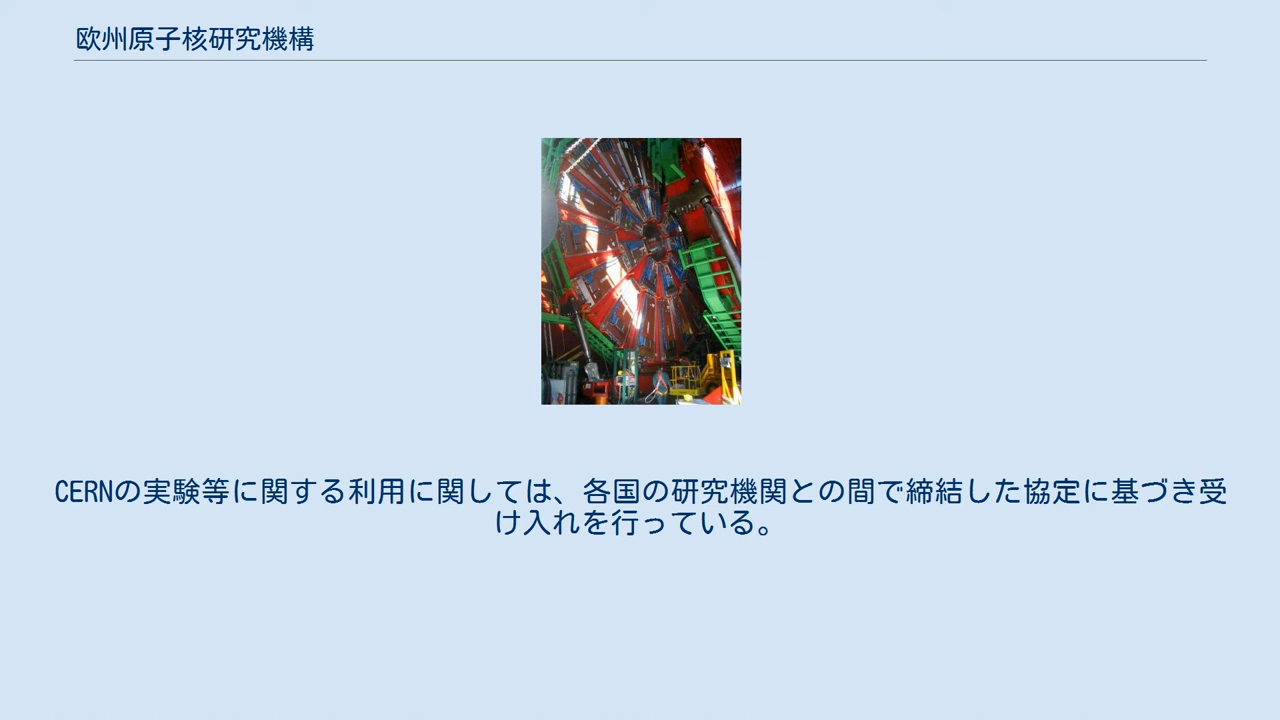 欧州原子核研究機構
CERNの実験等に関する利用に関しては、各国の研究機関との間で締結した協定に基づき受
け入れを行っている。